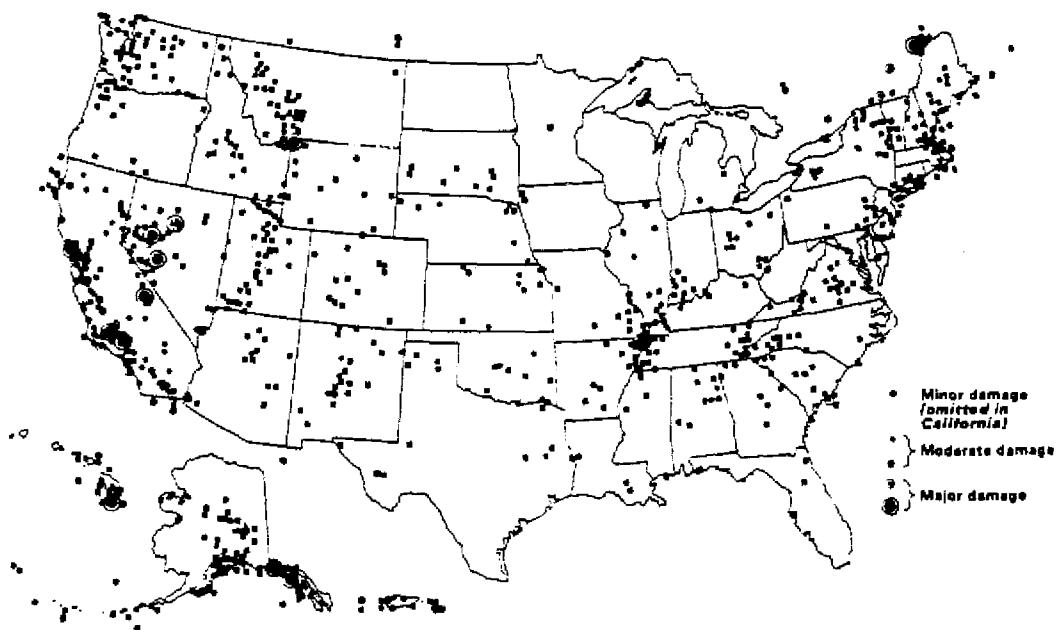 Minor damage
[omitted in
California]
Moderate damage
Major damage